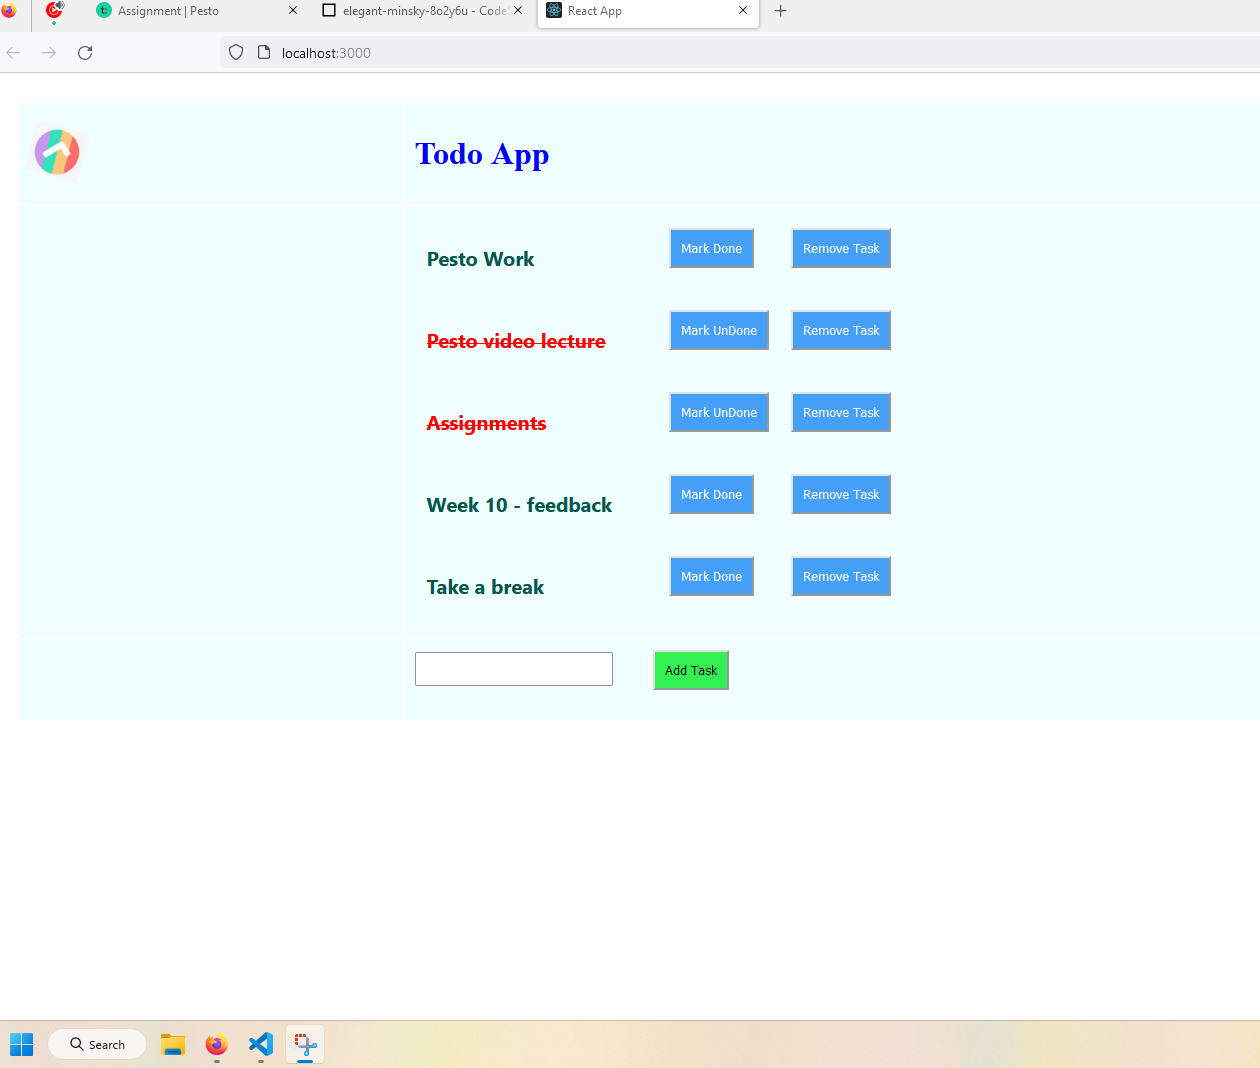 Assignment | Pesto
elegant-minsky-8o2y6u - Code
React App
localhost:3000
Todo App
Pesto Work Mark Done Remove Task
Pesto video lecture Mark UnDone Remove Task
Assignments Mark UnDone Remove Task
Week 10 - feedback Mark Done Remove Task
Take a break Mark Done Remove Task
Add Task
Search